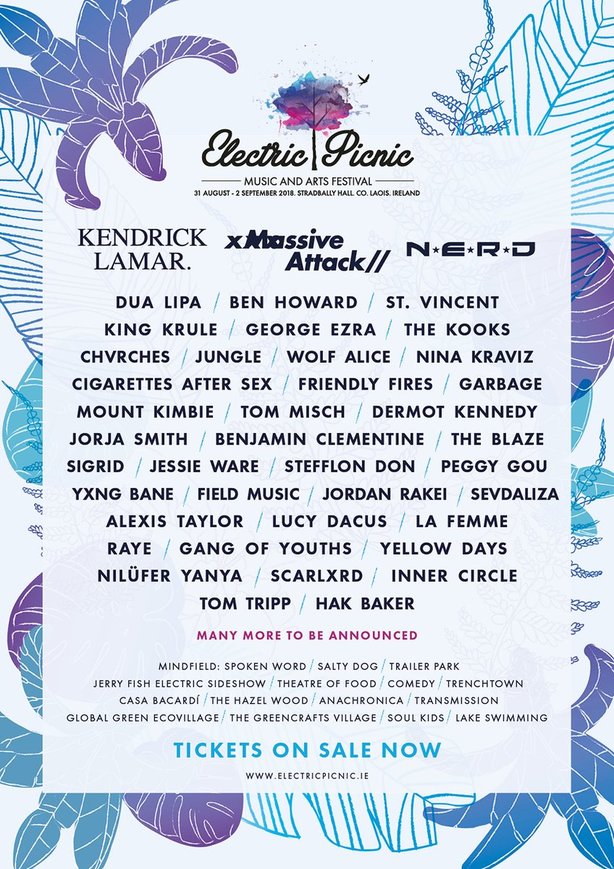 Electric Picnic
MUSIC AND ARTS FESTIVAL
31 AUGUST - 2 SEPTEMBER 2018. STRADBALLY HALL. CO. LAOIS. IRELAND
KENDRICK LAMAR.
xMassive Attack//
N★E★R★D
DUA LIPA / BEN HOWARD / ST. VINCENT
KING KRULE / GEORGE EZRA / THE KOOKS
CHVRCHES / JUNGLE / WOLF ALICE / NINA KRAVIZ
CIGARETTES AFTER SEX / FRIENDLY FIRES / GARBAGE
MOUNT KIMBIE / TOM MISCH / DERMOT KENNEDY
JORJA SMITH / BENJAMIN CLEMENTINE / THE BLAZE
SIGRID / JESSIE WARE / STEFFLON DON / PEGGY GOU
YXNG BANE / FIELD MUSIC / JORDAN RAKEI / SEVDALIZA
ALEXIS TAYLOR / LUCY DACUS / LA FEMME
RAYE / GANG OF YOUTHS / YELLOW DAYS
NILÜFER YANYA / SCARLXRD / INNER CIRCLE
TOM TRIPP / HAK BAKER
MANY MORE TO BE ANNOUNCED
MINDFIELD: SPOKEN WORD / SALTY DOG / TRAILER PARK
JERRY FISH ELECTRIC SIDESHOW / THEATRE OF FOOD / COMEDY / TRENCHTOWN
CASA BACARDÍ / THE HAZEL WOOD / ANACHRONICA / TRANSMISSION
GLOBAL GREEN ECOVILLAGE / THE GREENCRAFTS VILLAGE / SOUL KIDS / LAKE SWIMMING
TICKETS ON SALE NOW
WWW.ELECTRICPICNIC.IE